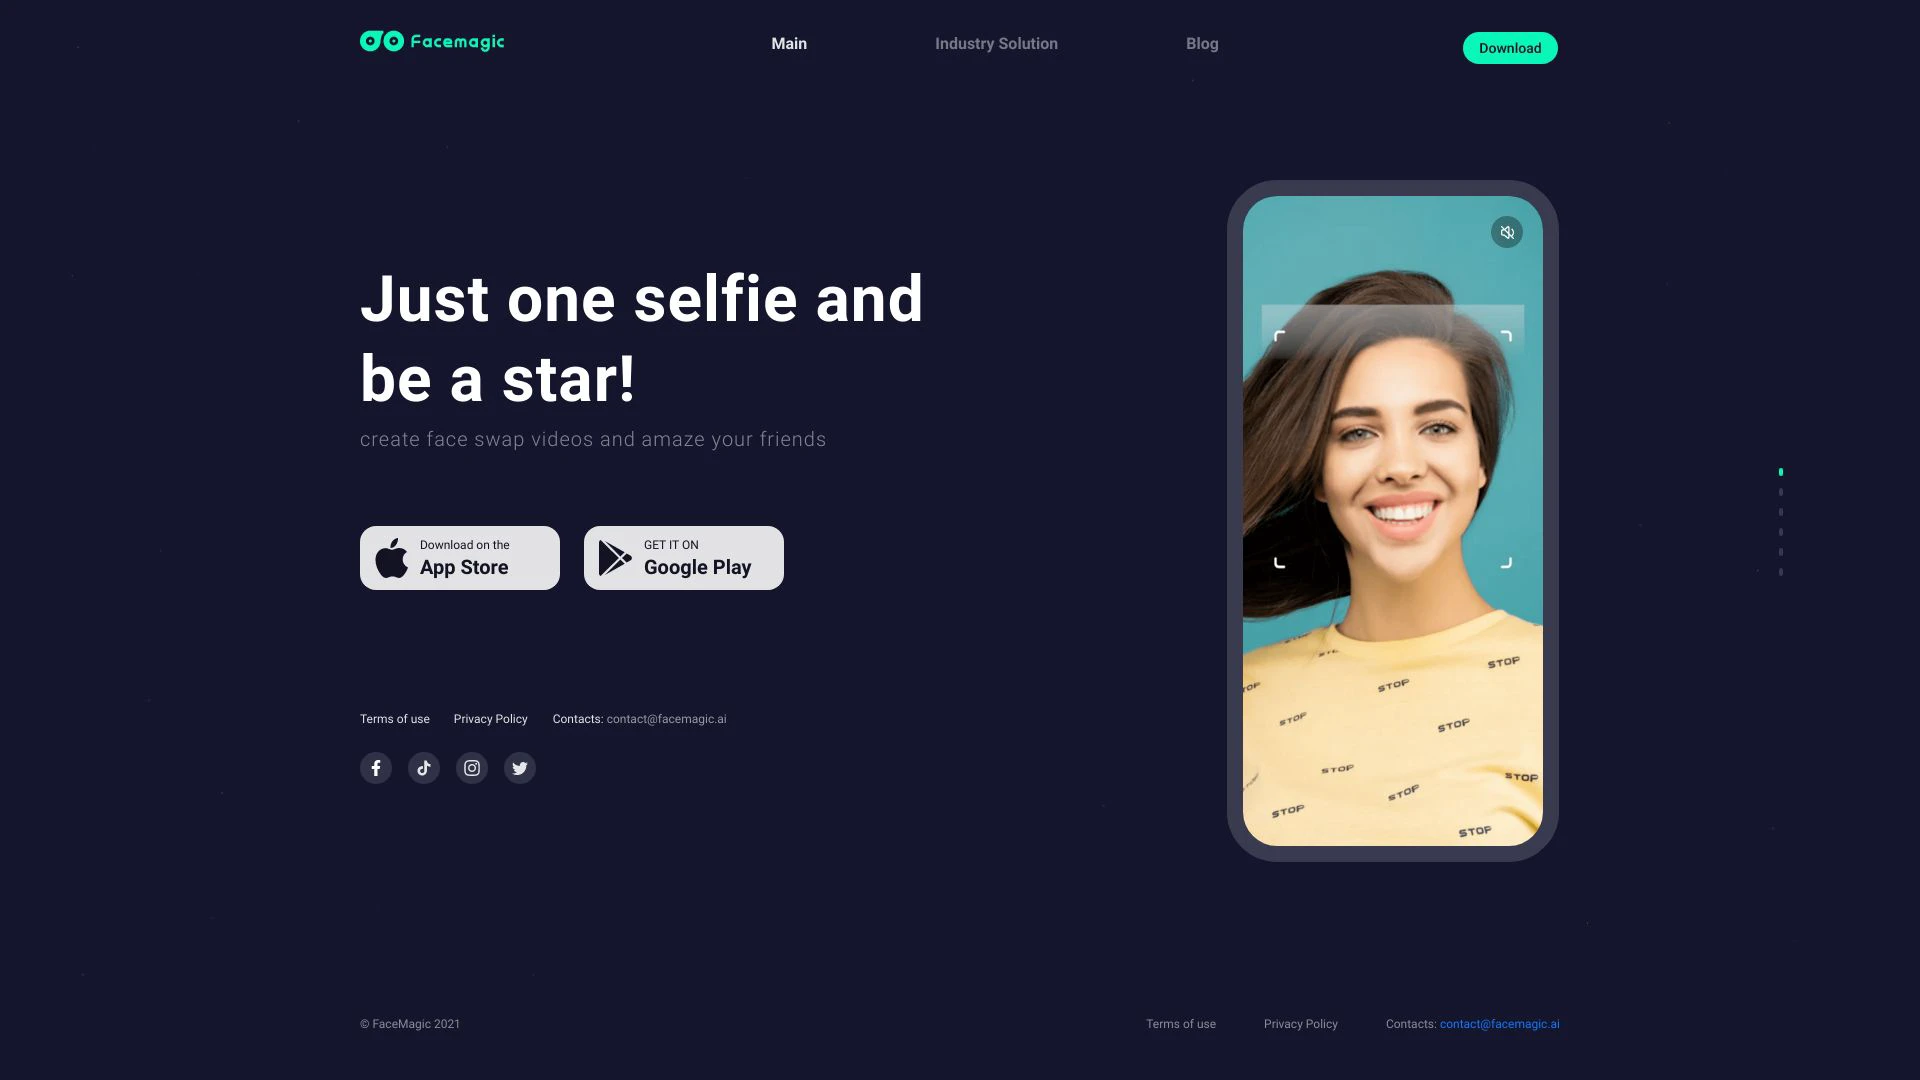 Facemagic
Main
Industry Solution
Blog
Download
Just one selfie and
be a star!
create face swap videos and amaze your friends
Download on the
App Store
GET IT ON
Google Play
Terms of use
Privacy Policy
Contacts: contact@facemagic.ai
STOP
STOP
STOP
STOP
STOP
STOP
STOP
STOP
STOP
© FaceMagic 2021
Terms of use
Privacy Policy
Contacts: contact@facemagic.ai